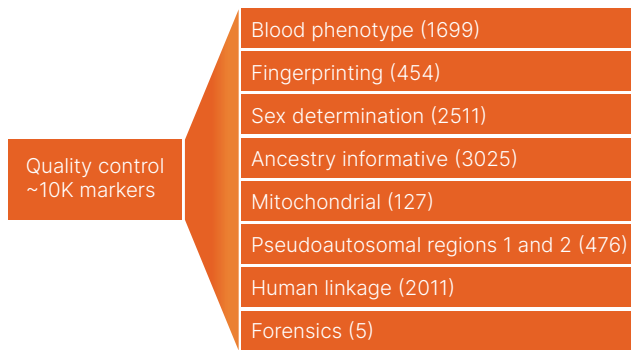 Quality control
~10K markers
Blood phenotype (1699)
Fingerprinting (454)
Sex determination (2511)
Ancestry informative (3025)
Mitochondrial (127)
Pseudoautosomal regions 1 and 2 (476)
Human linkage (2011)
Forensics (5)